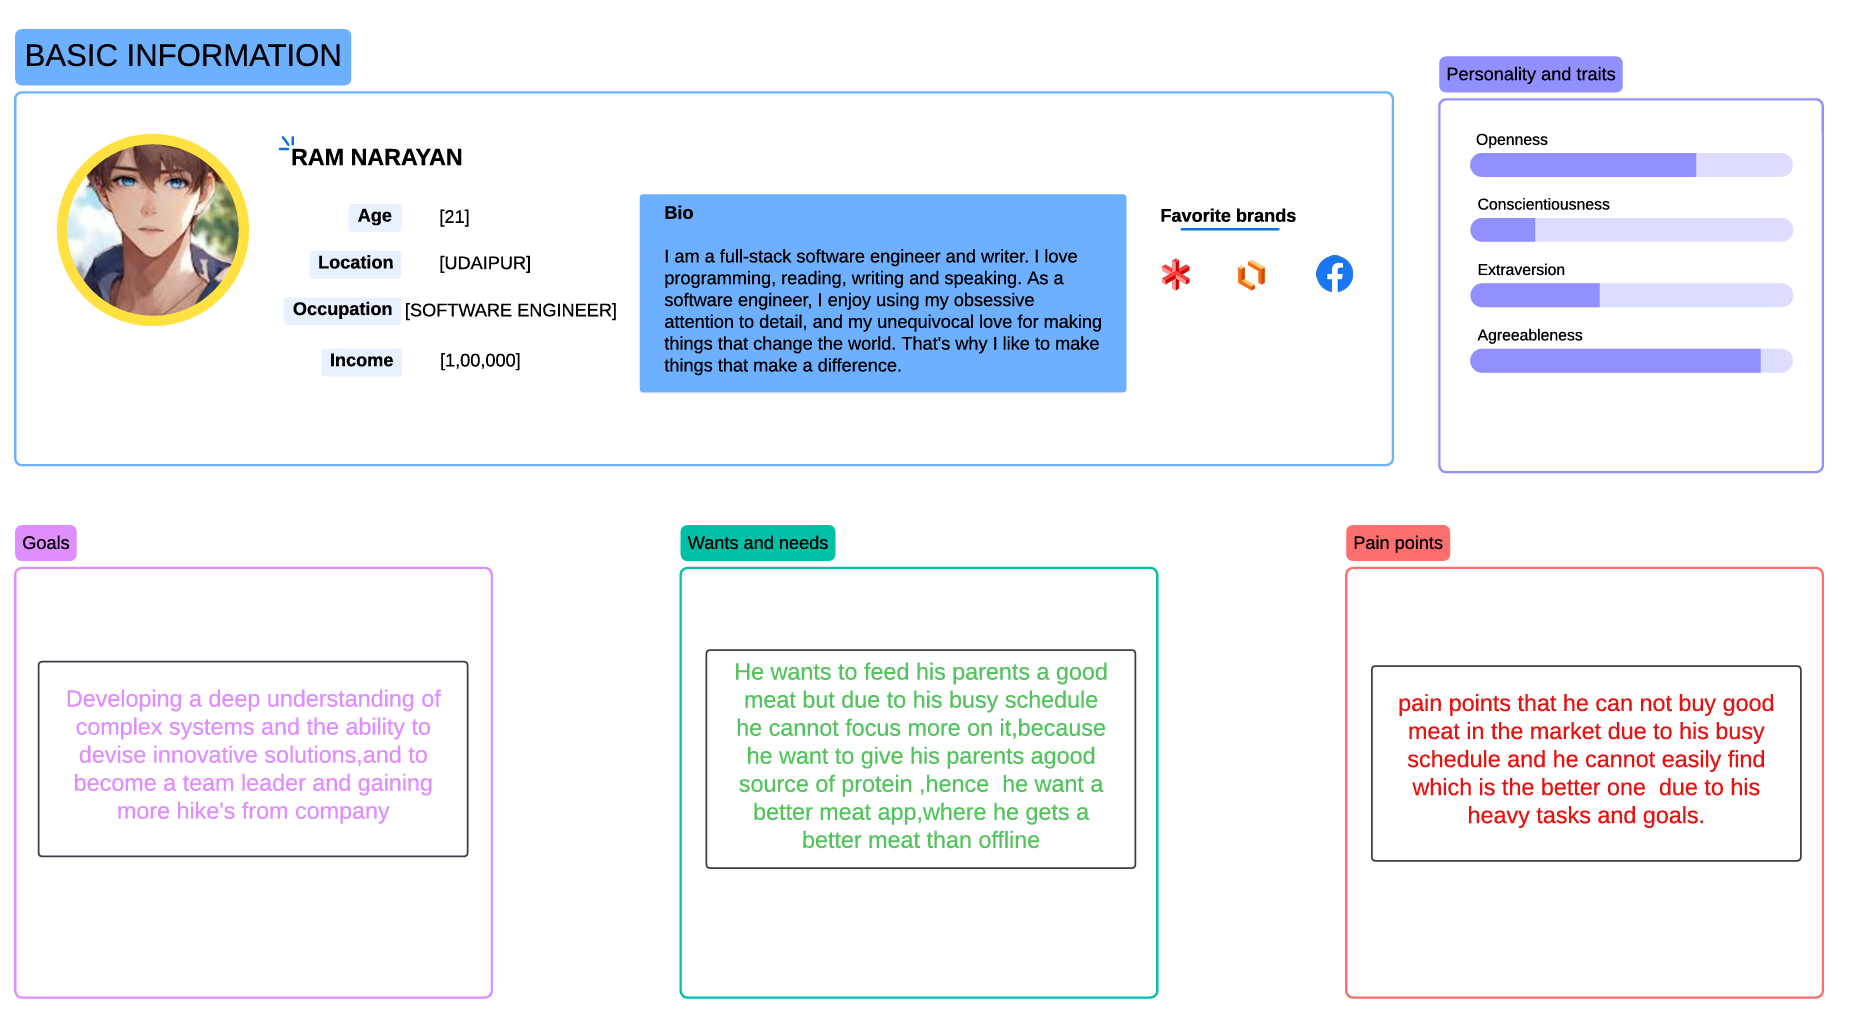 BASIC INFORMATION
RAM NARAYAN
Age [21]
Location [UDAIPUR]
Occupation [SOFTWARE ENGINEER]
Income [1,00,000]
Bio
I am a full-stack software engineer and writer. I love
programming, reading, writing and speaking. As a
software engineer, I enjoy using my obsessive
attention to detail, and my unequivocal love for making
things that change the world. That's why I like to make
things that make a difference.
Favorite brands
Personality and traits
Openness
Conscientiousness
Extraversion
Agreeableness
Goals
Developing a deep understanding of
complex systems and the ability to
devise innovative solutions,and to
become a team leader and gaining
more hike's from company
Wants and needs
He wants to feed his parents a good
meat but due to his busy schedule
he cannot focus more on it,because
he want to give his parents agood
source of protein ,hence  he want a
better meat app,where he gets a
better meat than offline
Pain points
pain points that he can not buy good
meat in the market due to his busy
schedule and he cannot easily find
which is the better one  due to his
heavy tasks and goals.